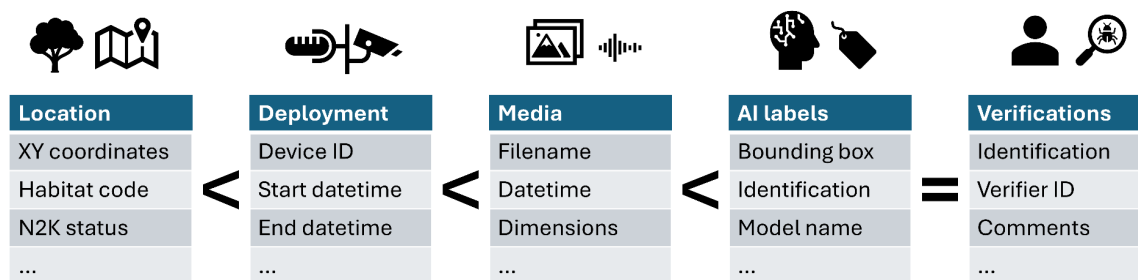 Location
XY coordinates
Habitat code
N2K status
...
<
Deployment
Device ID
Start datetime
End datetime
...
<
Media
Filename
Datetime
Dimensions
...
<
AI labels
Bounding box
Identification
Model name
...
=
Verifications
Identification
Verifier ID
Comments
...